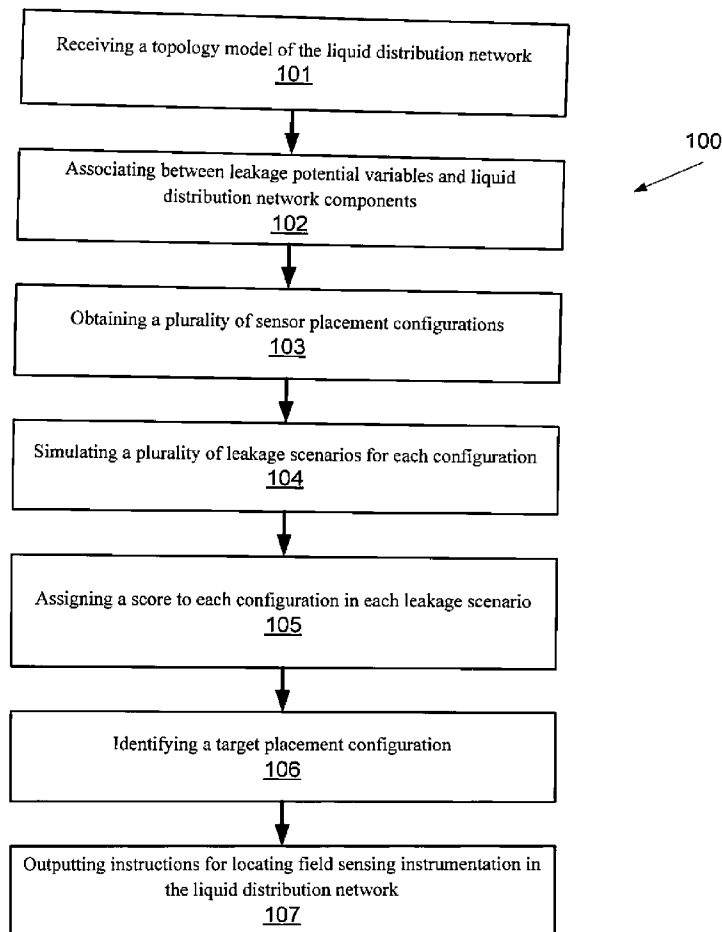 Receiving a topology model of the liquid distribution network
101
100
Associating between leakage potential variables and liquid
distribution network components
102
Obtaining a plurality of sensor placement configurations
103
Simulating a plurality of leakage scenarios for each configuration
104
Assigning a score to each configuration in each leakage scenario
105
Identifying a target placement configuration
106
Outputting instructions for locating field sensing instrumentation in
the liquid distribution network
107